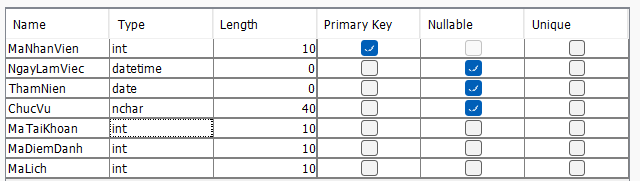 Name Type Length Primary Key Nullable Unique
MaNhanVien int 10
NgayLamViec datetime 0
ThamNien date 0
ChucVu nchar 40
MaTaiKhoan int 10
MaDiemDanh int 10
MaLich int 10